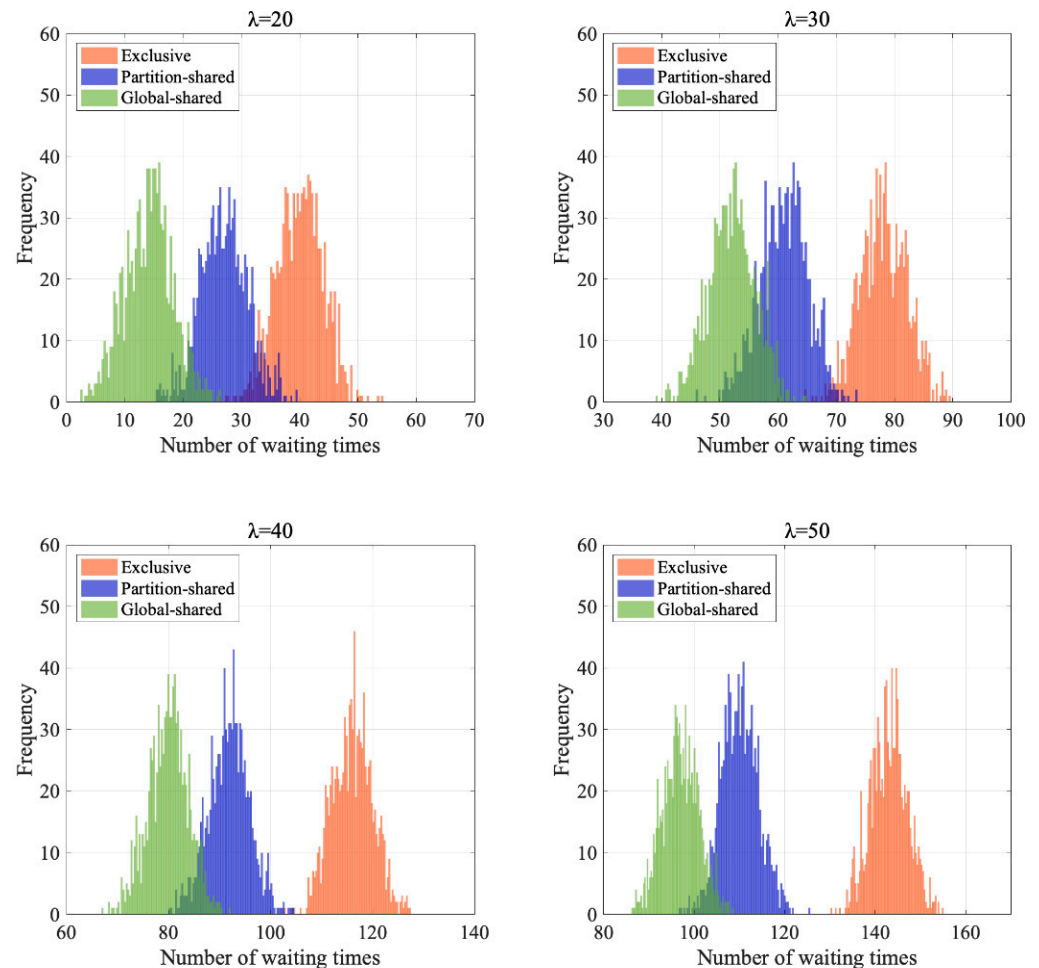 λ=20
60
50
40
30
20
10
0
Frequency
Exclusive
Partition-shared
Global-shared
0 10 20 30 40 50 60 70
Number of waiting times
λ=30
60
50
40
30
20
10
0
Frequency
Exclusive
Partition-shared
Global-shared
30 40 50 60 70 80 90 100
Number of waiting times
λ=40
60
50
40
30
20
10
0
Frequency
Exclusive
Partition-shared
Global-shared
60 80 100 120 140
Number of waiting times
λ=50
60
50
40
30
20
10
0
Frequency
Exclusive
Partition-shared
Global-shared
80 100 120 140 160
Number of waiting times